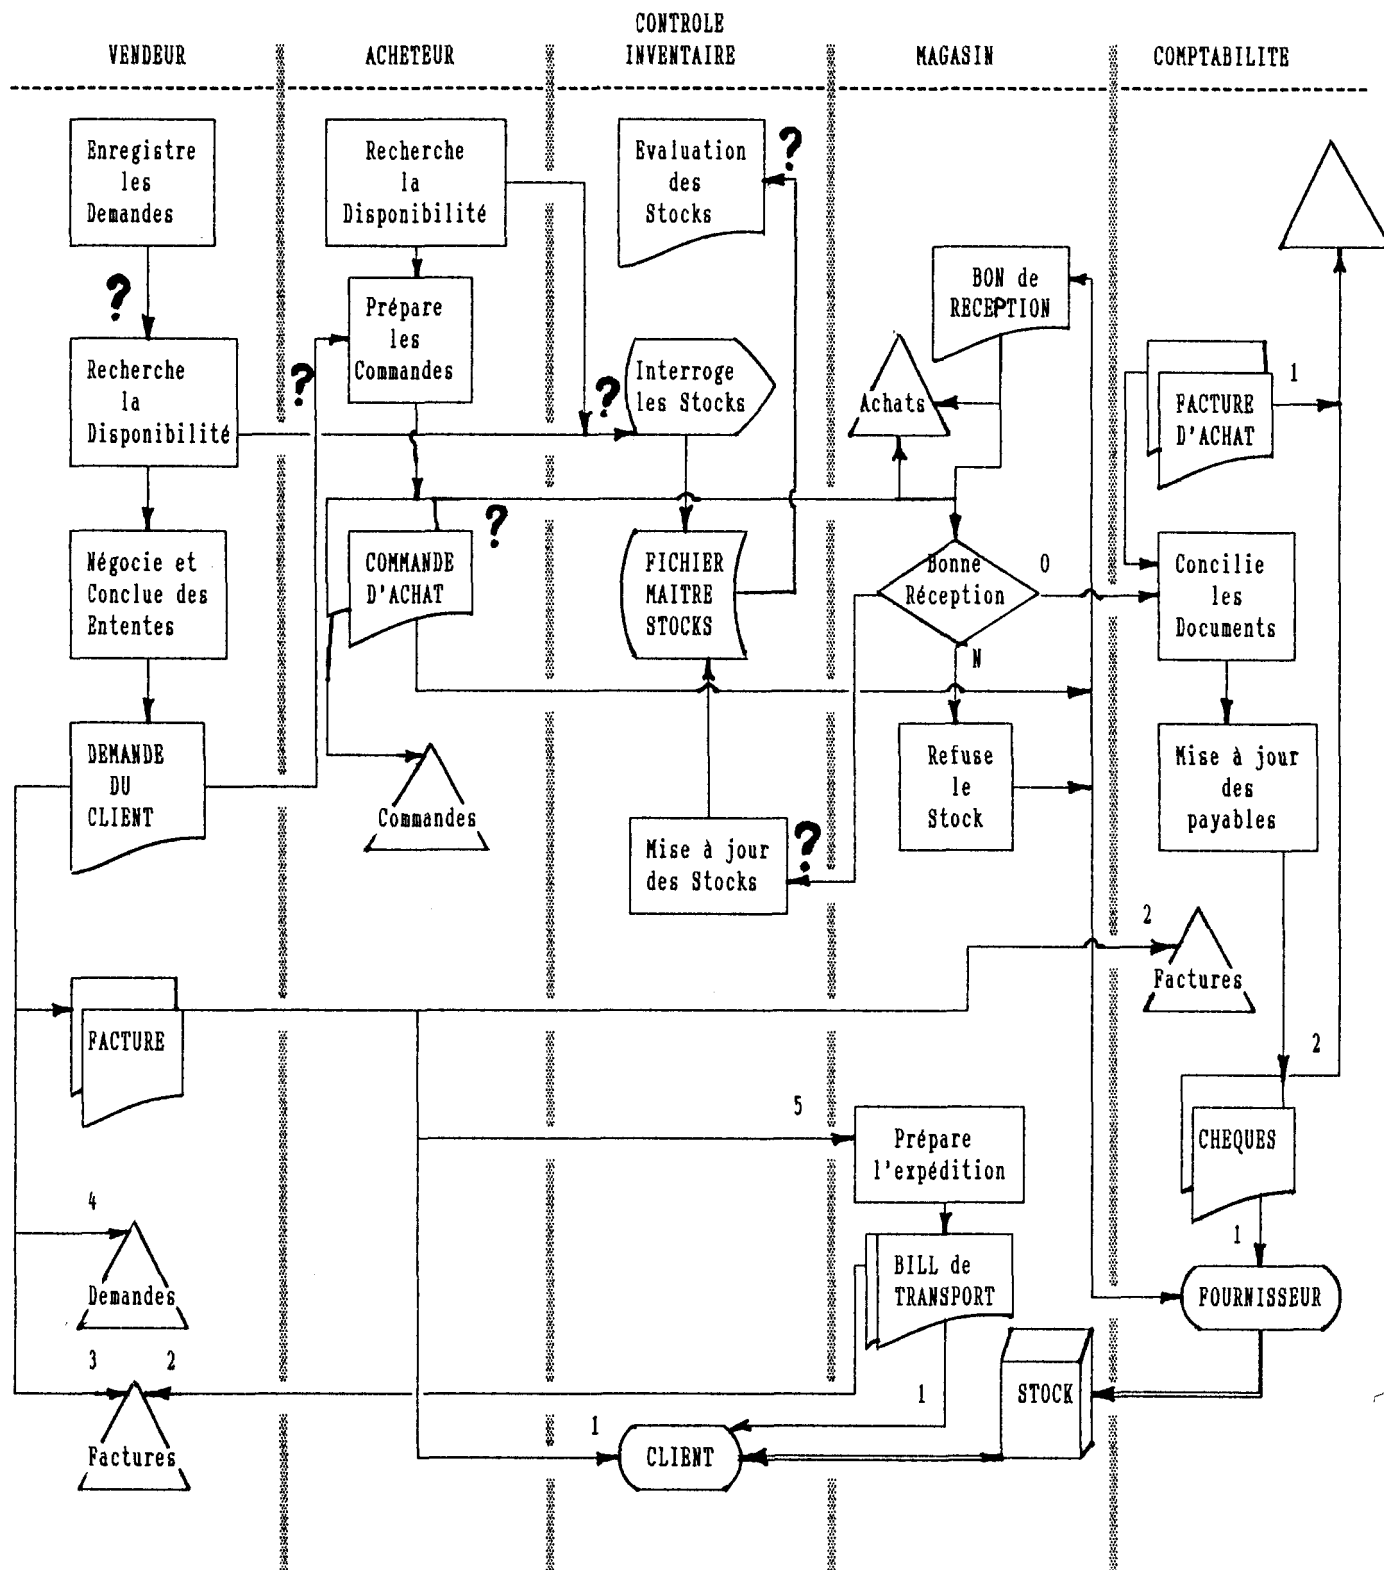 CONTROLE
VENDEUR ACHETEUR INVENTAIRE MAGASIN COMPTABILITE
Enregistre
les
Demandes
Recherche
la
Disponibilité
Evaluation
des
Stocks
?
BON de
RECEPTION
?
Prépare
les
Commandes
Recherche
la
Disponibilité
?
?
Interroge
les Stocks
Achats
1
FACTURE
D'ACHAT
?
Négocie et
Conclue des
Ententes
COMMANDE
D'ACHAT
FICHIER
MAITRE
STOCKS
Bonne
Réception
O
N
Concilie
les
Documents
DEMANDE
DU
CLIENT
Commandes
Mise à jour
des Stocks
?
Refuse
le
Stock
Mise à jour
des
payables
2
Factures
FACTURE
2
5
Prépare
l'expédition
CHEQUES
1
4
Demandes
BILL de
TRANSPORT
FOURNISSEUR
3 2
Factures
1
CLIENT
1
STOCK